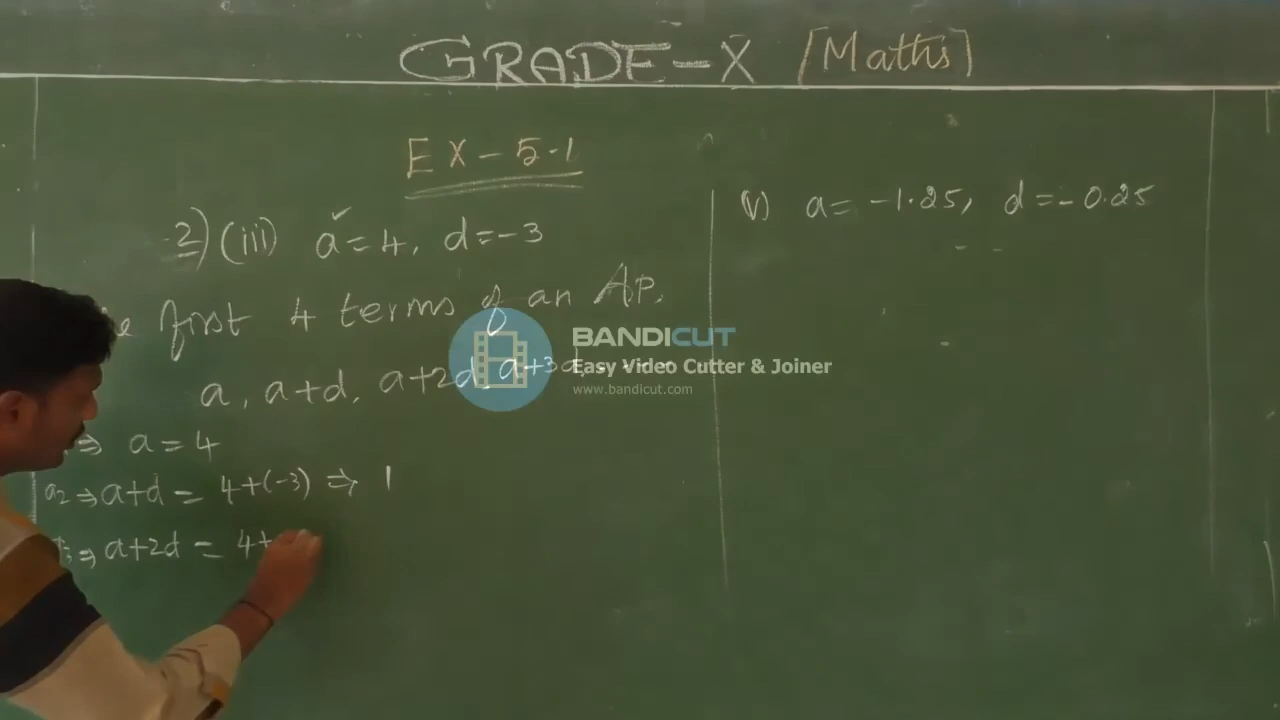 GRADE-X [Maths]
EX-5.1
2) (iii) a=4, d=-3
first 4 terms of an AP.
a, a+d, a+2d, a+3d, ----
⇒ a=4
a2 ⇒ a+d = 4+(-3) ⇒ 1
⇒ a+2d = 4+
(v) a= -1.25, d=-0.25
BANDICUT
Easy Video Cutter & Joiner
www.bandicut.com